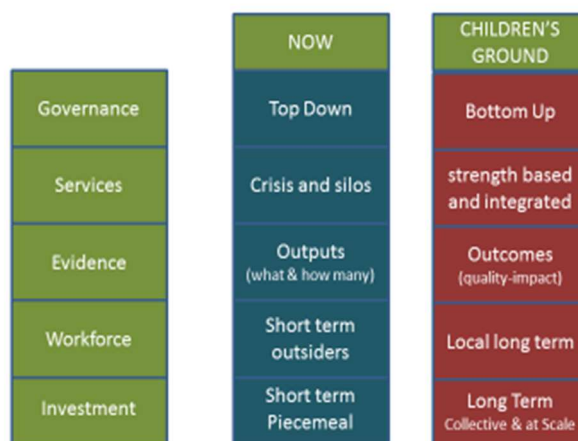 NOW
CHILDREN'S
GROUND
Governance
Top Down
Bottom Up
Services
Crisis and silos
strength based
and integrated
Evidence
Outputs
(what & how many)
Outcomes
(quality-impact)
Workforce
Short term
outsiders
Local long term
Investment
Short term
Piecemeal
Long Term
Collective & at Scale